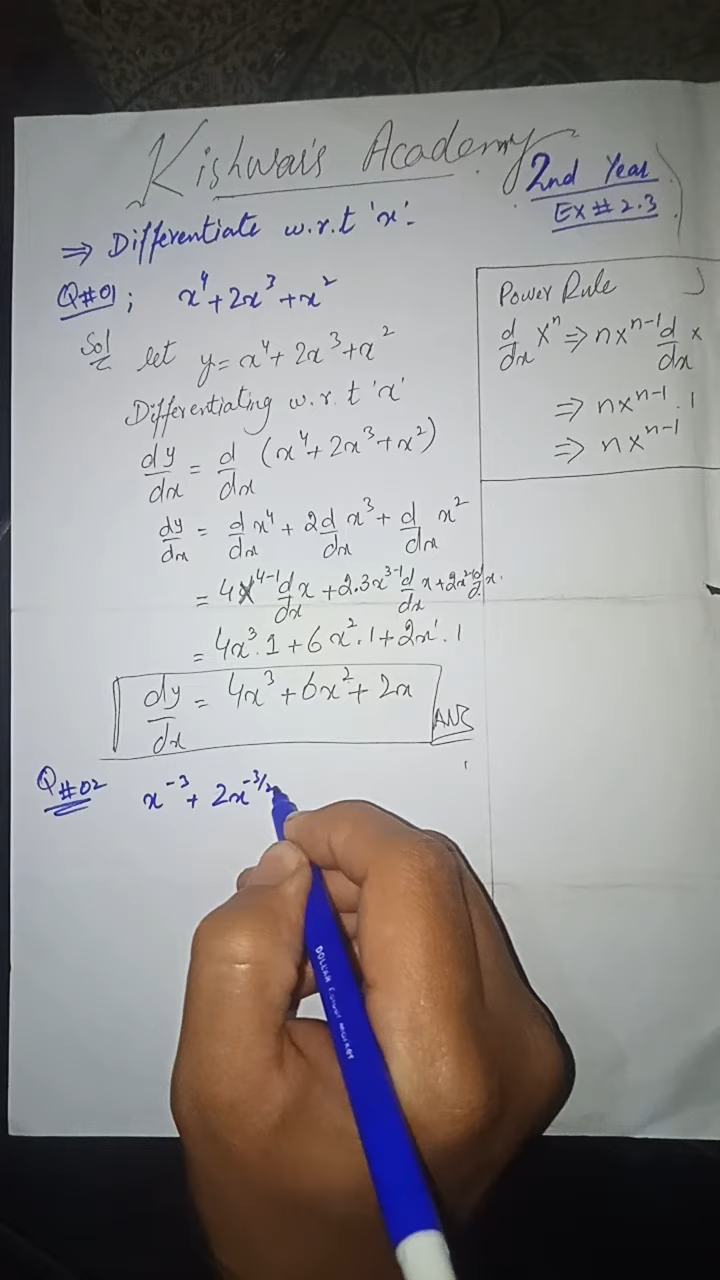 Kishwa's Academy
2nd Year
EX # 2.3
⇒ Differentiate w.r.t 'x'.
Q#01; x⁴+2x³+x²
Sol let y=x⁴+2x³+x²
Differentiating w.r.t 'x'
dy/dx = d/dx (x⁴+2x³+x²)
dy/dx = d/dx x⁴ + 2d/dx x³ + d/dx x²
= 4x⁴⁻¹ d/dx x + 2.3x³⁻¹ d/dx x + 2x²⁻¹ d/dx x.
= 4x³.1+6x².1+2x¹.1
dy/dx = 4x³+6x²+2x
ANS
Power Rule
d/dx xⁿ ⇒ nxⁿ⁻¹ d/dx x
⇒ nxⁿ⁻¹.1
⇒ nxⁿ⁻¹
Q#02 x⁻³ + 2x⁻³/²
DOLLAR